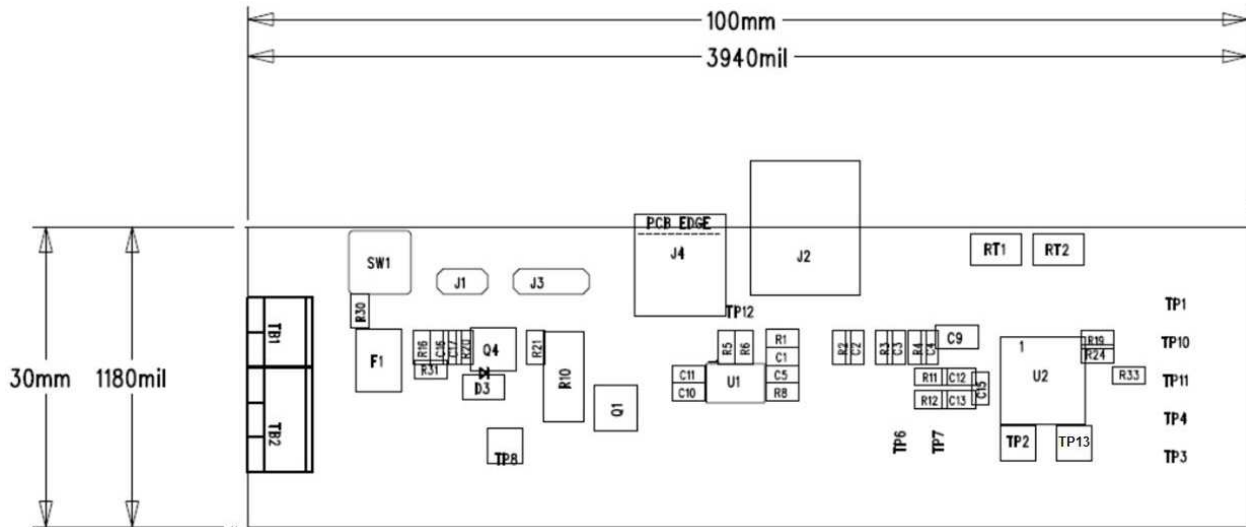 100mm
3940mil
PCB EDGE
J4
J2
SW1
J1
J3
RT1
RT2
TP12
TP1
R30
TB1
F1
R16
C16
C17
R20
R31
Q4
D3
R21
R10
R5
R6
R1
C1
C5
R8
C11
C10
U1
R2
C2
R3
C3
R4
C4
C9
1
U2
R19
R24
TP10
R33
TP11
R11
C12
R12
C13
C15
30mm
1180mil
Q1
TB2
TP8
TP6
TP7
TP2
TP13
TP4
TP3